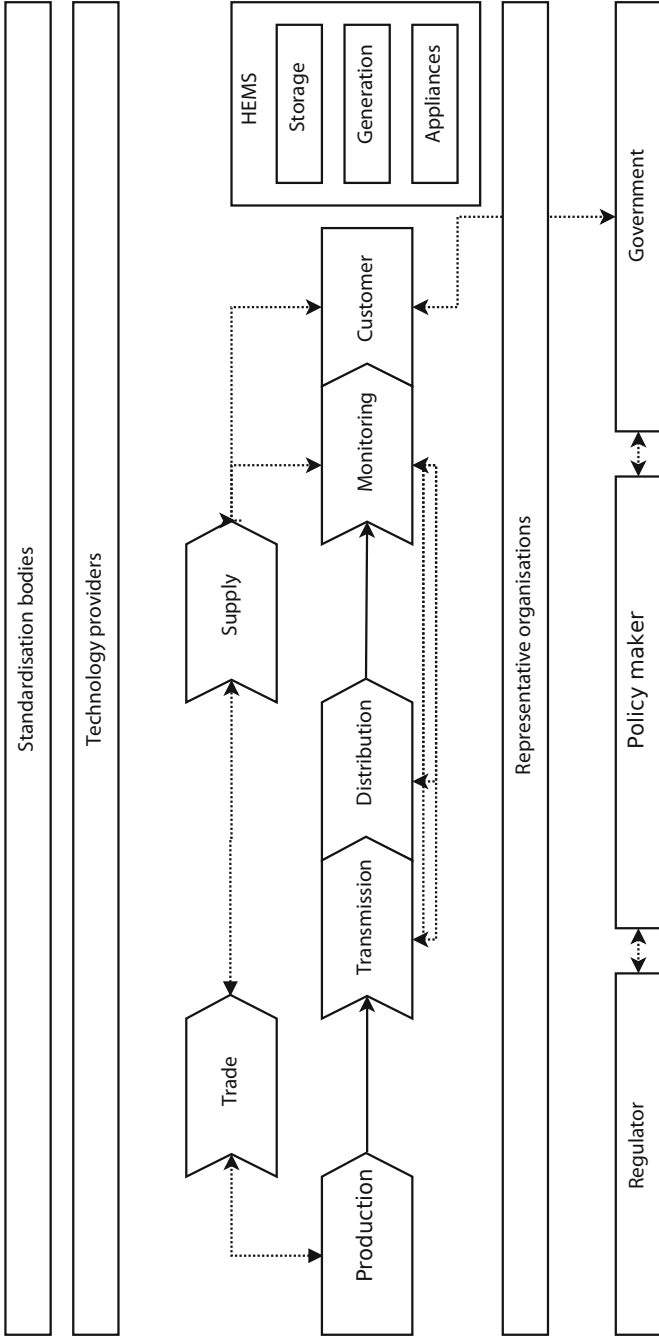 Standardisation bodies
Technology providers
Trade
Supply
HEMS
Storage
Generation
Appliances
Production
Transmission
Distribution
Monitoring
Customer
Representative organisations
Regulator
Policy maker
Government